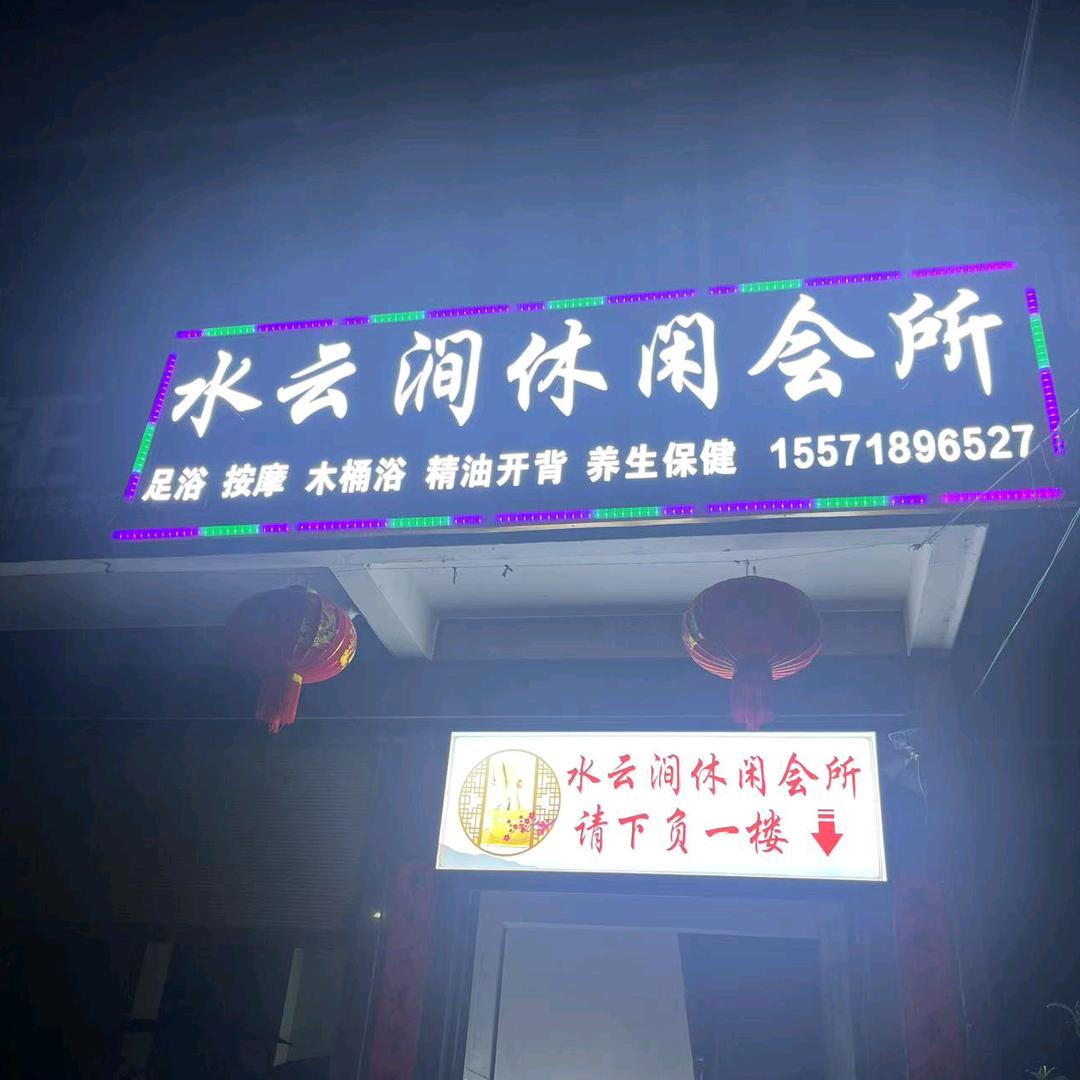 水云涧休闲会所
足浴 按摩 木桶浴 精油开背 养生保健 15571896527
水云涧休闲会所
请下负一楼